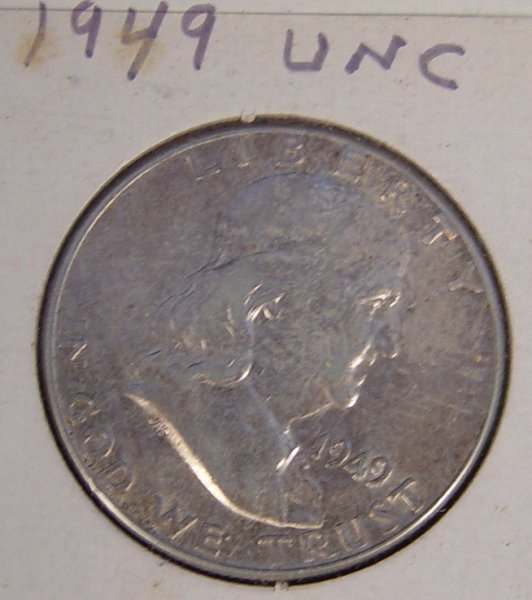 1949 UNC
LIBERTY
IN GOD WE TRUST
1949